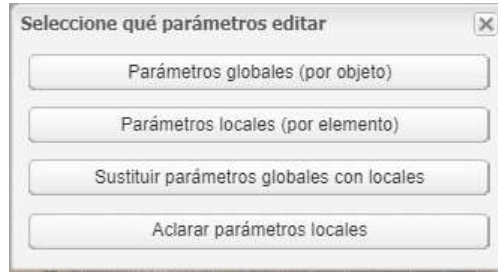 Seleccione qué parámetros editar
Parámetros globales (por objeto)
Parámetros locales (por elemento)
Sustituir parámetros globales con locales
Aclarar parámetros locales